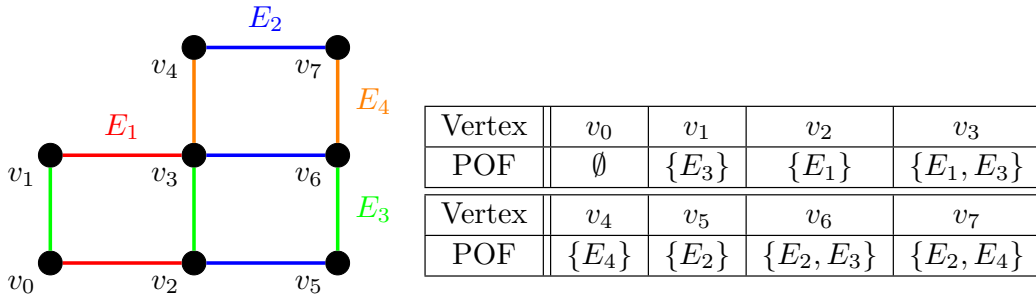 E₂
v₄ v₇
E₁ E₄
v₁ v₃ v₆
E₃
v₀ v₂ v₅
Vertex v₀ v₁ v₂ v₃
POF ∅ {E₃} {E₁} {E₁, E₃}
Vertex v₄ v₅ v₆ v₇
POF {E₄} {E₂} {E₂, E₃} {E₂, E₄}